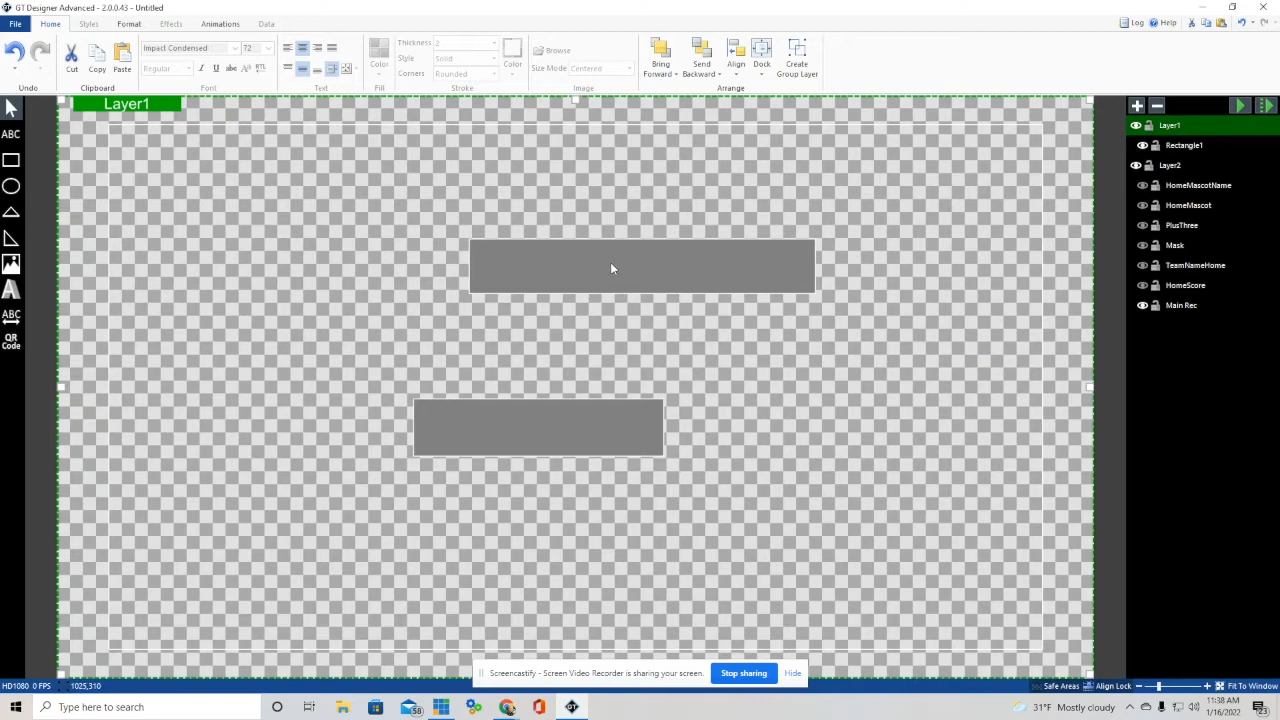 GT Designer Advanced - 2.0.0.43 - Untitled
File Home Styles Format Effects Animations Data Log Help
Impact Condensed 72 Thickness 2 Browse
Regular Style Solid Size Mode Centered
Corners Rounded
Cut Copy Paste abc RTL Color Color Bring Forward Send Backward Align Dock Create Group Layer
Undo Clipboard Font Text Fill Stroke Image Arrange
Layer1
ABC
ABC
QR Code
Layer1
Rectangle1
Layer2
HomeMascotName
HomeMascot
PlusThree
Mask
TeamNameHome
HomeScore
Main Rec
Screencastify - Screen Video Recorder is sharing your screen. Stop sharing Hide
HD1080 0 FPS 1025,310 Safe Areas Align Lock Fit To Window
Type here to search 58 31°F Mostly cloudy 11:38 AM
1/16/2022 23